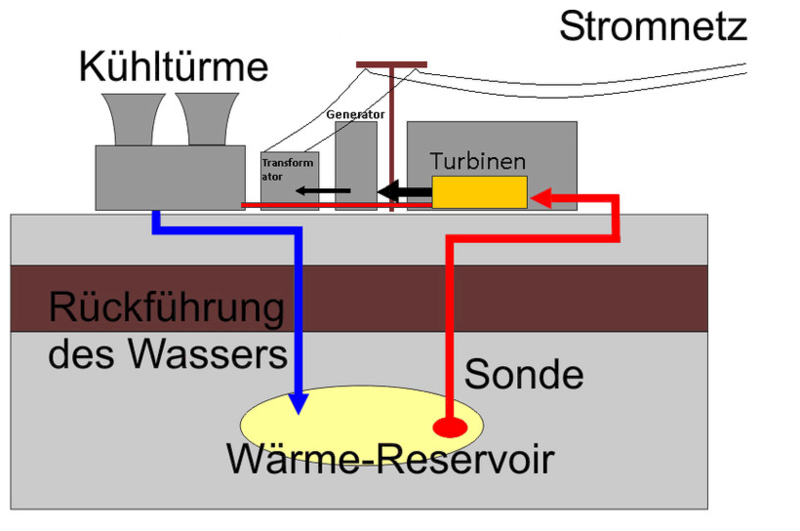 Stromnetz
Kühltürme
Generator
Turbinen
Transform
ator
Rückführung
des Wassers
Sonde
Wärme-Reservoir